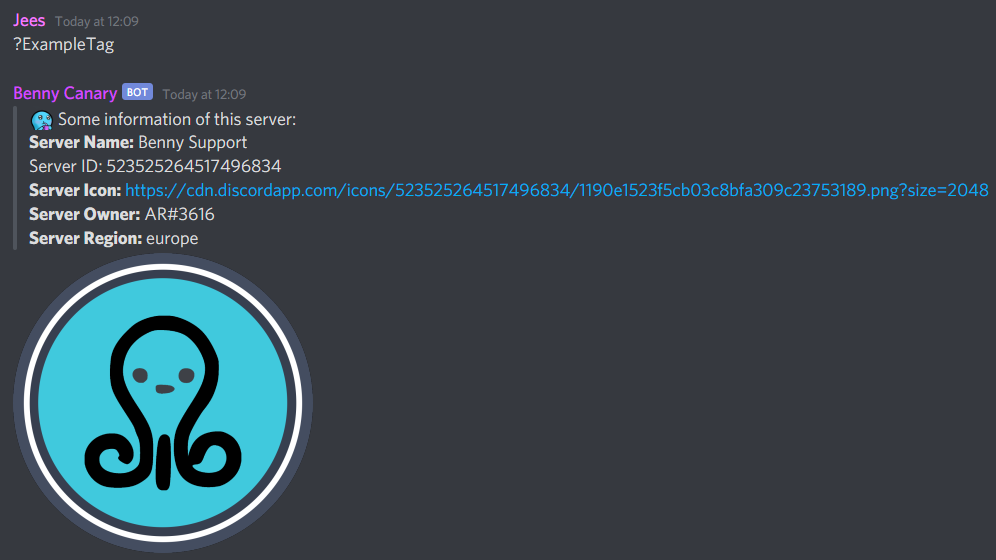 Jees Today at 12:09
?ExampleTag
Benny Canary BOT Today at 12:09
Some information of this server:
Server Name: Benny Support
Server ID: 523525264517496834
Server Icon: https://cdn.discordapp.com/icons/523525264517496834/1190e1523f5cb03c8bfa309c23753189.png?size=2048
Server Owner: AR#3616
Server Region: europe